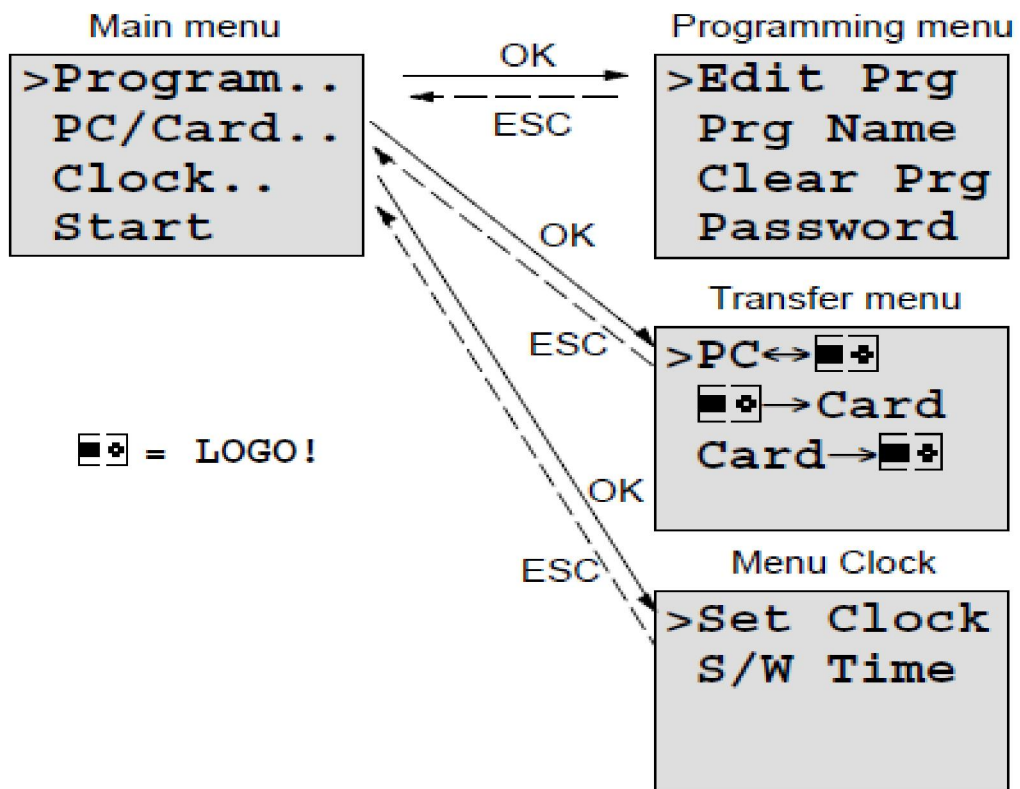 Main menu
>Program..
PC/Card..
Clock..
Start
OK
ESC
Programming menu
>Edit Prg
Prg Name
Clear Prg
Password
OK
ESC
Transfer menu
>PC↔
→Card
Card→
= LOGO!
OK
ESC
Menu Clock
>Set Clock
S/W Time